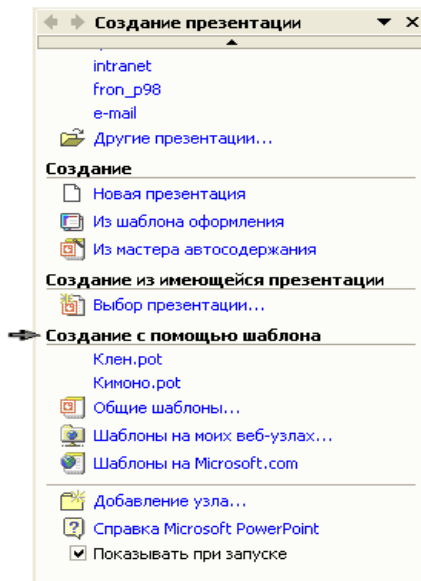 Создание презентации
intranet
fron_p98
e-mail
Другие презентации...
Создание
Новая презентация
Из шаблона оформления
Из мастера автосодержания
Создание из имеющейся презентации
Выбор презентации...
Создание с помощью шаблона
Клен.pot
Кимоно.pot
Общие шаблоны...
Шаблоны на моих веб-узлах...
Шаблоны на Microsoft.com
Добавление узла...
Справка Microsoft PowerPoint
Показывать при запуске